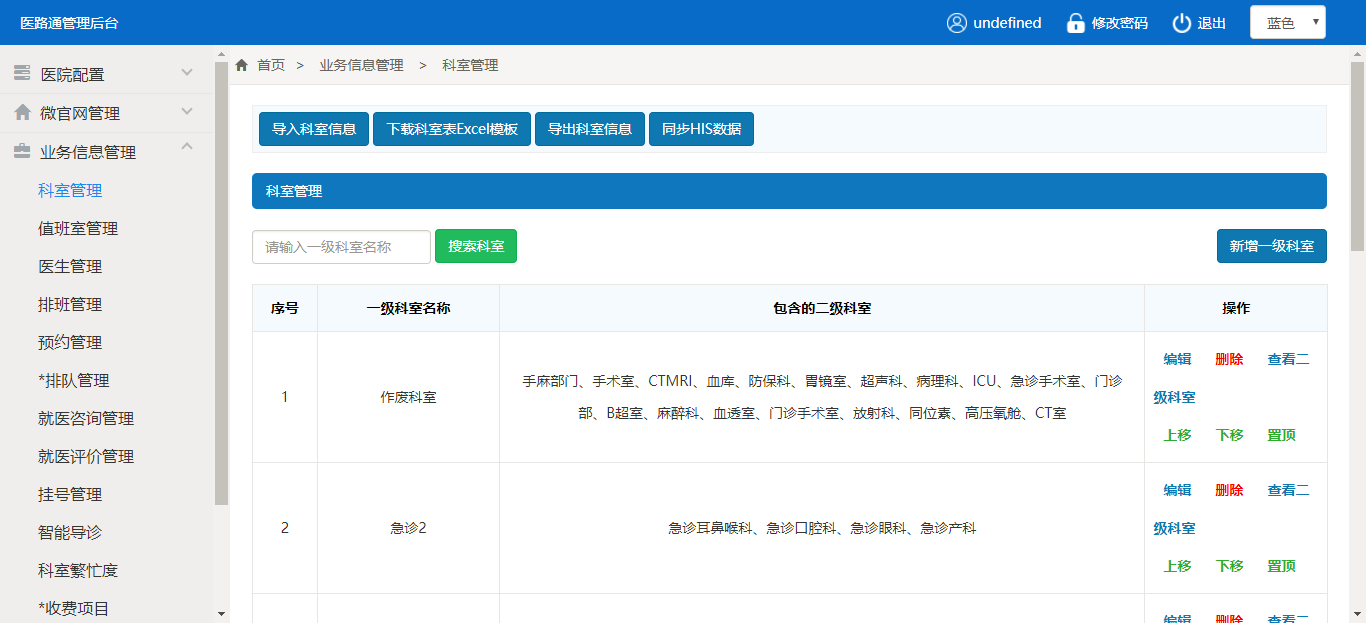 医路通管理后台
undefined
修改密码
退出
蓝色
医院配置
微官网管理
业务信息管理
科室管理
值班室管理
医生管理
排班管理
预约管理
*排队管理
就医咨询管理
就医评价管理
挂号管理
智能导诊
科室繁忙度
*收费项目
首页 > 业务信息管理 > 科室管理
导入科室信息 下载科室表Excel模板 导出科室信息 同步HIS数据
科室管理
请输入一级科室名称 搜索科室 新增一级科室
序号 一级科室名称 包含的二级科室 操作
1 作废科室
手麻部门、手术室、CTMRI、血库、防保科、胃镜室、超声科、病理科、ICU、急诊手术室、门诊
部、B超室、麻醉科、血透室、门诊手术室、放射科、同位素、高压氧舱、CT室
编辑 删除 查看二
级科室
上移 下移 置顶
2 急诊2 急诊耳鼻喉科、急诊口腔科、急诊眼科、急诊产科
编辑 删除 查看二
级科室
上移 下移 置顶
编辑 删除 查看二